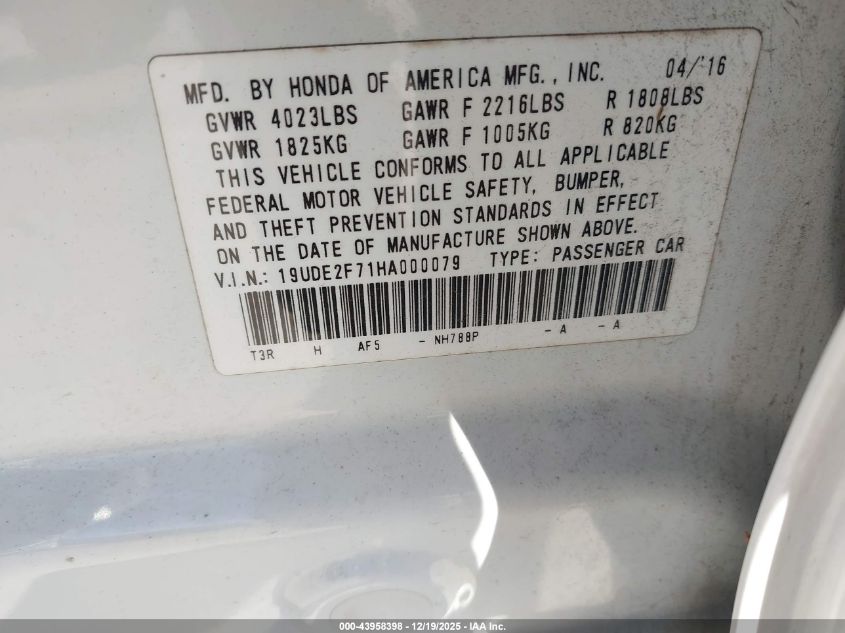 MFD. BY HONDA OF AMERICA MFG., INC. 04/'16
GVWR 4023LBS GAWR F 2216LBS R 1808LBS
GVWR 1825KG GAWR F 1005KG R 820KG
THIS VEHICLE CONFORMS TO ALL APPLICABLE
FEDERAL MOTOR VEHICLE SAFETY, BUMPER,
AND THEFT PREVENTION STANDARDS IN EFFECT
ON THE DATE OF MANUFACTURE SHOWN ABOVE.
V.I.N.: 19UDE2F71HA000079 TYPE: PASSENGER CAR
T3R H AF5 - NH788P - A - A
000-43958398 - 12/19/2025 - IAA Inc.